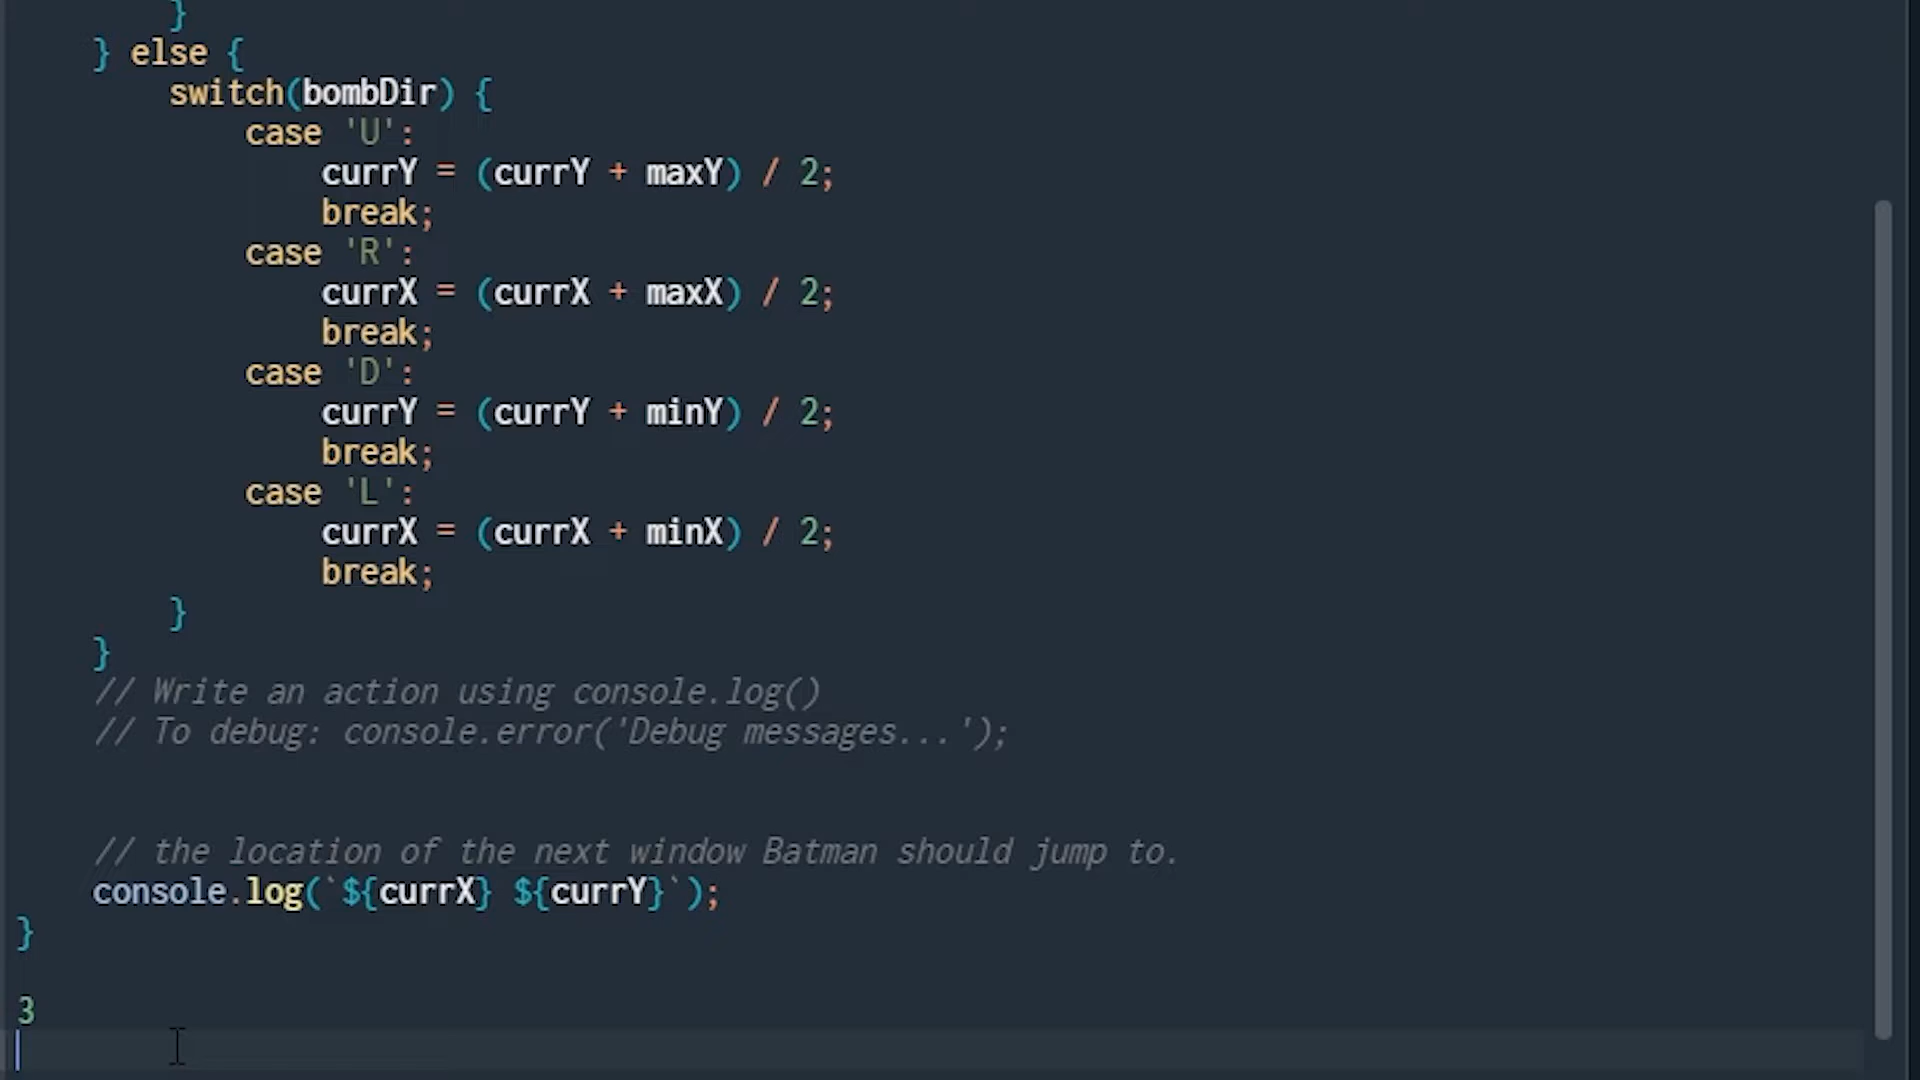 }
} else {
switch(bombDir) {
case 'U':
currY = (currY + maxY) / 2;
break;
case 'R':
currX = (currX + maxX) / 2;
break;
case 'D':
currY = (currY + minY) / 2;
break;
case 'L':
currX = (currX + minX) / 2;
break;
}
}
// Write an action using console.log()
// To debug: console.error('Debug messages...');
// the location of the next window Batman should jump to.
console.log(`${currX} ${currY}`);
}
3